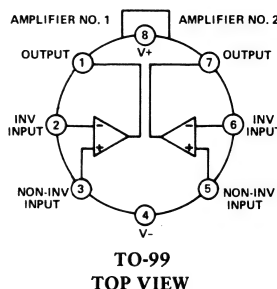 AMPLIFIER NO. 1
AMPLIFIER NO. 2
8
V+
OUTPUT
1
7
OUTPUT
INV
INPUT
2
−
+
−
+
6
INV
INPUT
NON-INV
INPUT
3
5
NON-INV
INPUT
4
V−
TO-99
TOP VIEW